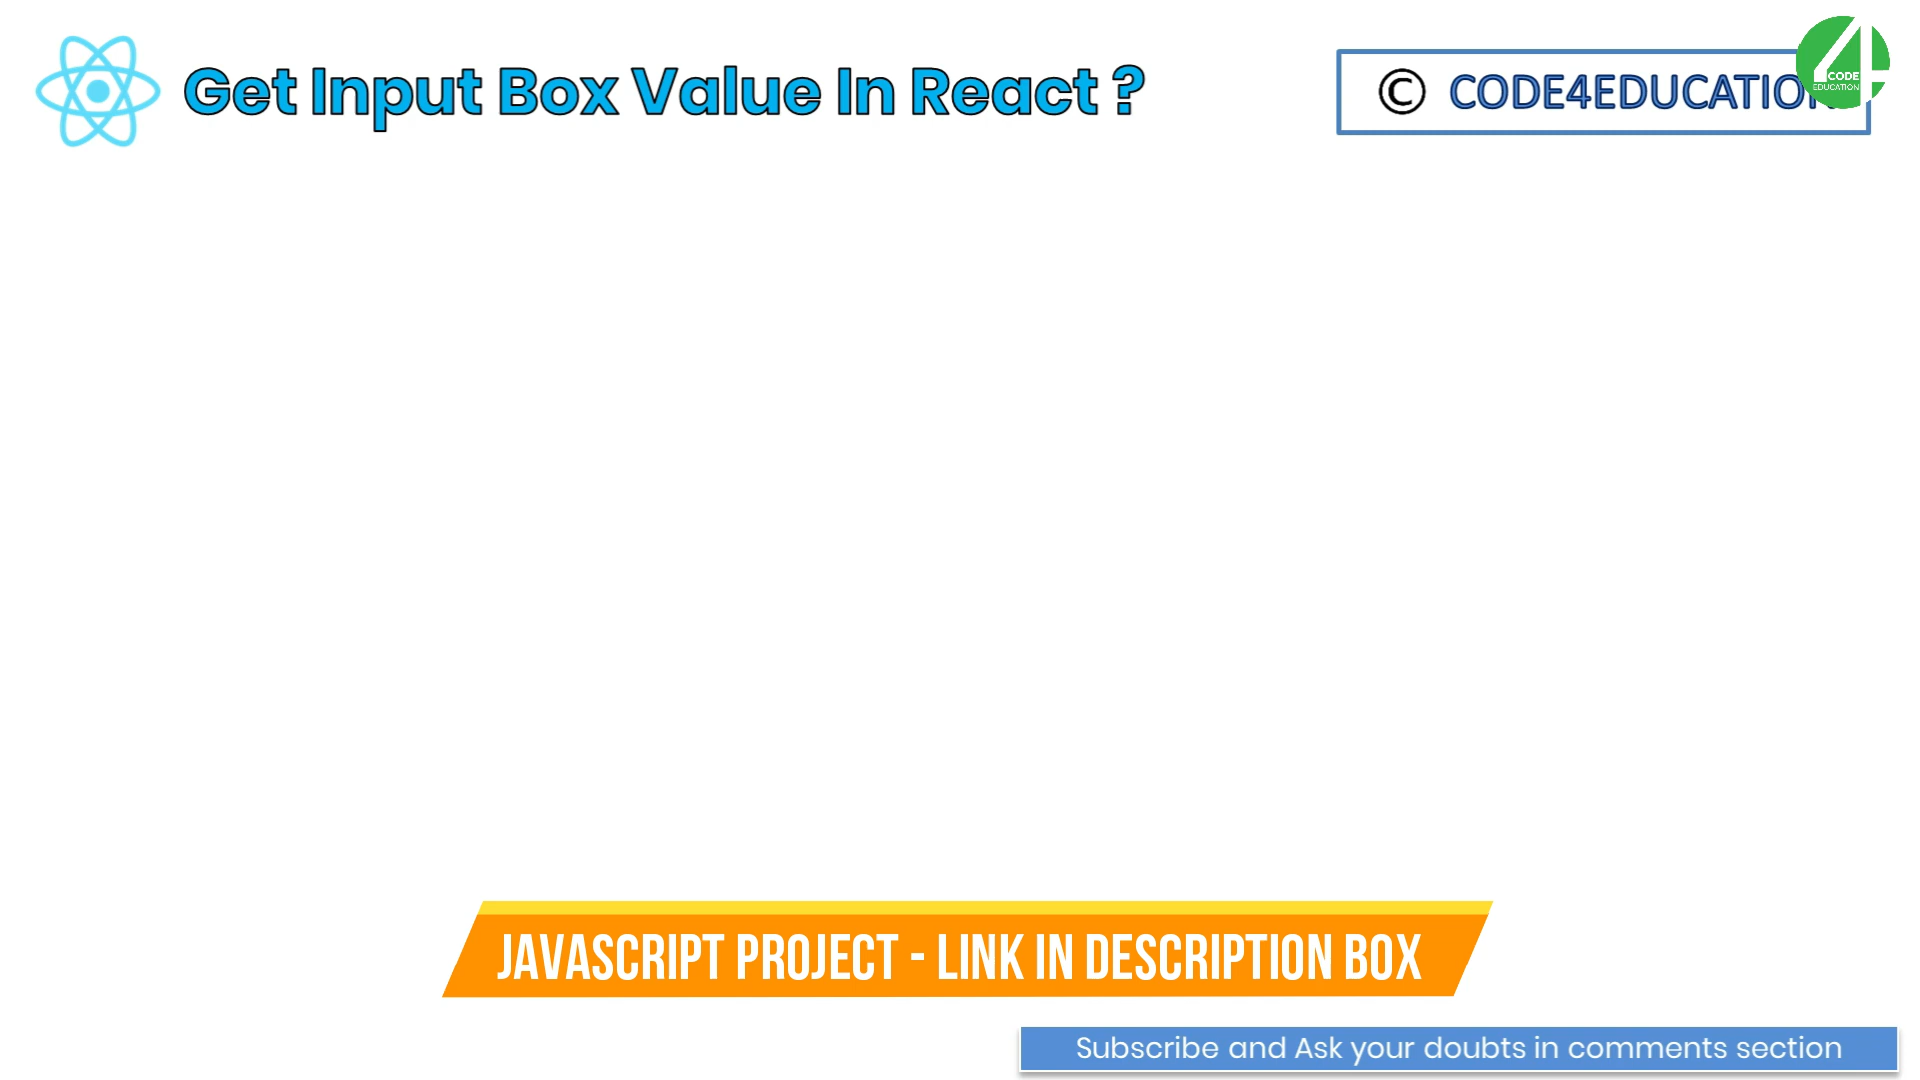 Get Input Box Value In React ?
© CODE4EDUCATION
CODE
EDUCATION
JAVASCRIPT PROJECT - LINK IN DESCRIPTION BOX
Subscribe and Ask your doubts in comments section